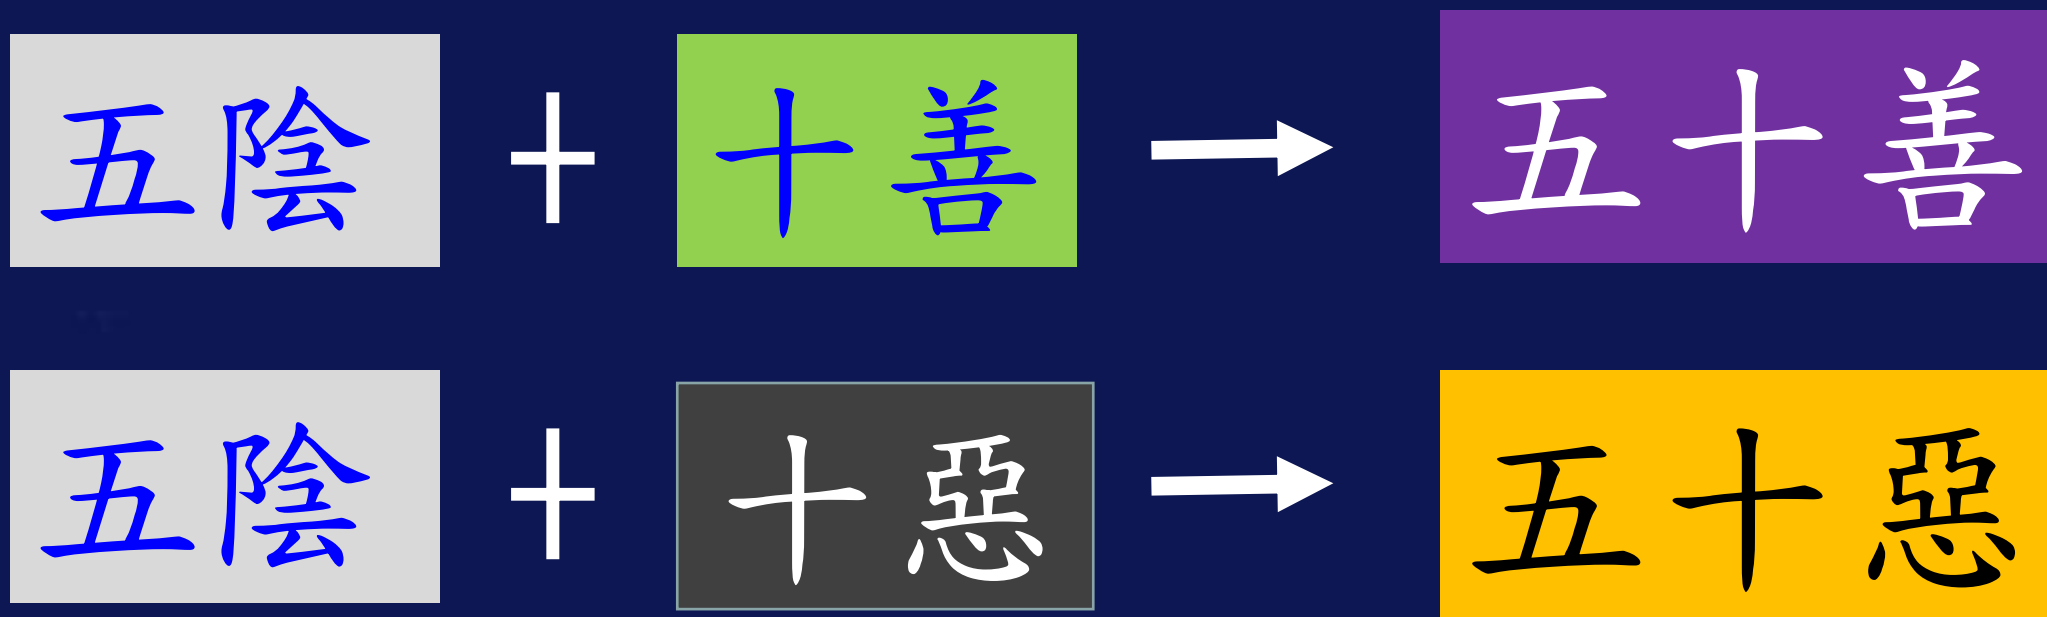 五陰 + 十善 → 五十善
五陰 + 十惡 → 五十惡